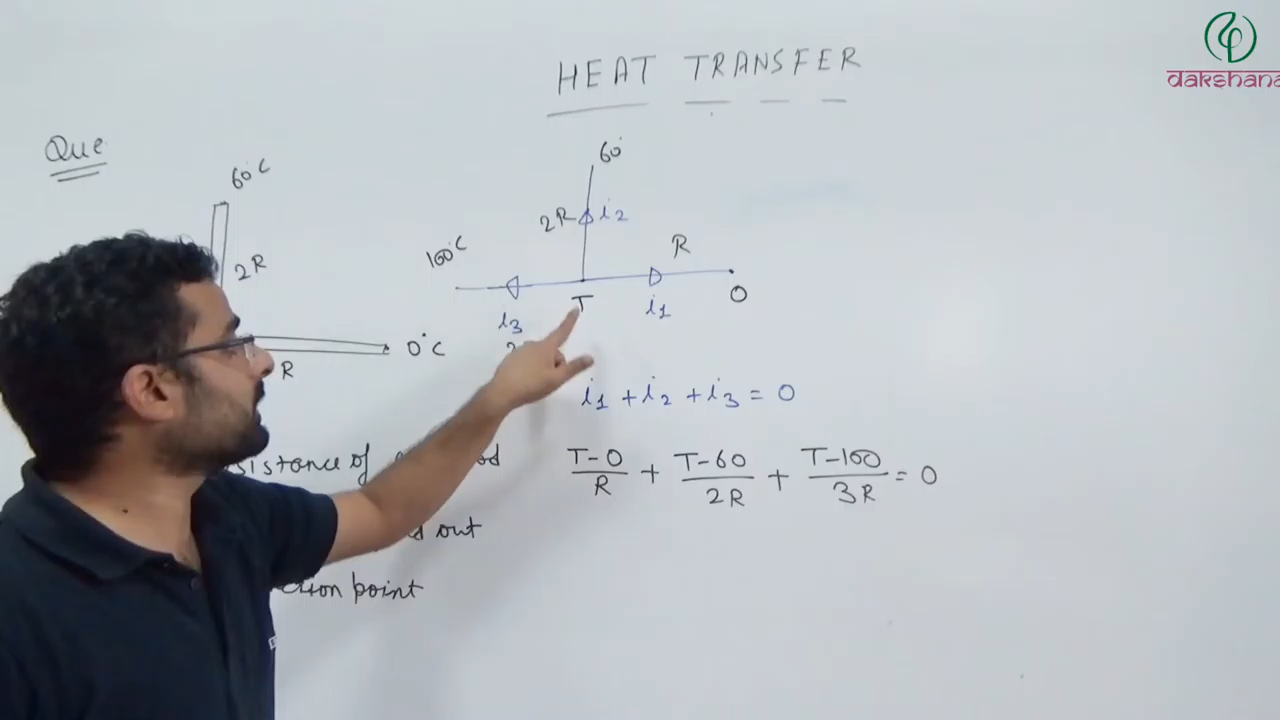 HEAT TRANSFER
dakshana
Que
60°C
2R
0°C
R
60°
2R i2
R
100°C
T
i3
i1
0
i1 + i2 + i3 = 0
T-0/R + T-60/2R + T-100/3R = 0
out
point